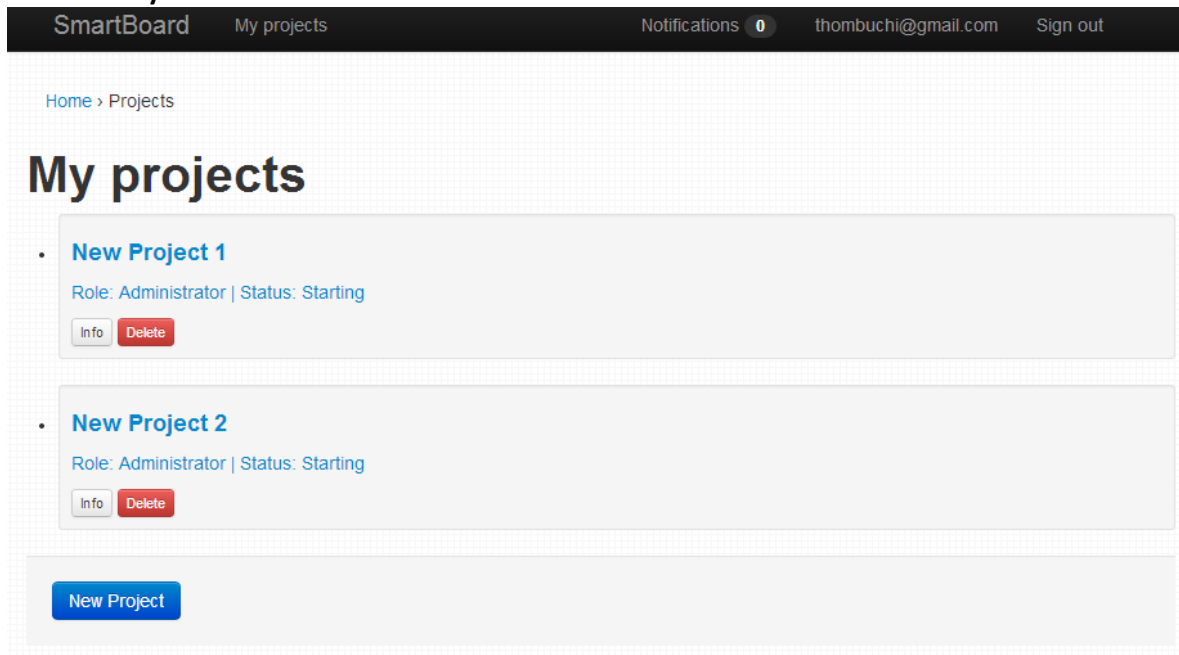 SmartBoard My projects Notifications 0 thombuchi@gmail.com Sign out
Home › Projects
My projects
• New Project 1
Role: Administrator | Status: Starting
Info Delete
• New Project 2
Role: Administrator | Status: Starting
Info Delete
New Project